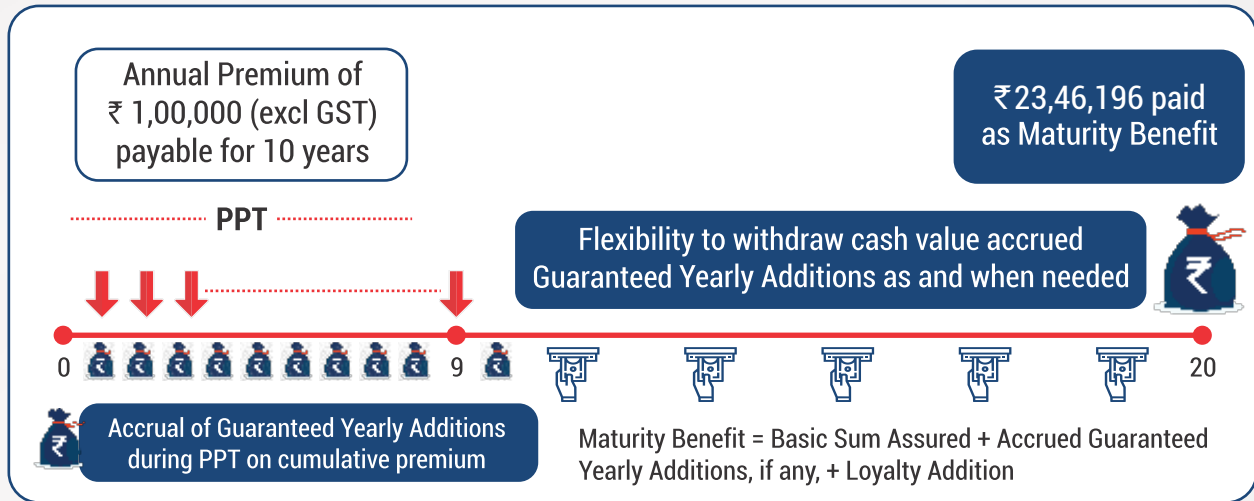 Annual Premium of
₹ 1,00,000 (excl GST)
payable for 10 years
₹23,46,196 paid
as Maturity Benefit
PPT
Flexibility to withdraw cash value accrued
Guaranteed Yearly Additions as and when needed
₹
0 ₹ ₹ ₹ ₹ ₹ ₹ ₹ ₹ ₹ 9 ₹ 20
₹
Accrual of Guaranteed Yearly Additions
during PPT on cumulative premium
Maturity Benefit = Basic Sum Assured + Accrued Guaranteed
Yearly Additions, if any, + Loyalty Addition